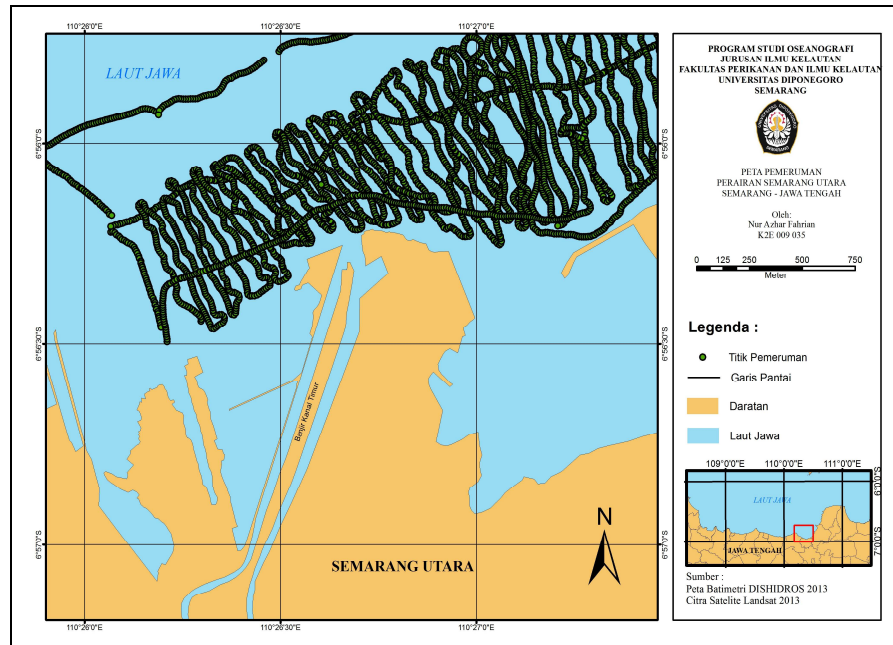 110°26'0"E
110°26'30"E
110°27'0"E
LAUT JAWA
6°56'0"S
6°56'0"S
6°56'30"S
6°56'30"S
Benjir Kanal Timur
N
6°57'0"S
6°57'0"S
SEMARANG UTARA
110°26'0"E
110°26'30"E
110°27'0"E
PROGRAM STUDI OSEANOGRAFI
JURUSAN ILMU KELAUTAN
FAKULTAS PERIKANAN DAN ILMU KELAUTAN
UNIVERSITAS DIPONEGORO
SEMARANG
PETA PEMERUMAN
PERAIRAN SEMARANG UTARA
SEMARANG - JAWA TENGAH
Oleh:
Nur Azhar Fahrian
K2E 009 035
0 125 250 500 750
Meter
Legenda :
Titik Pemeruman
Garis Pantai
Daratan
Laut Jawa
109°0'0"E 110°0'0"E 111°0'0"E
6°0'0"S
LAUT JAWA
7°0'0"S
JAWA TENGAH
Sumber :
Peta Batimetri DISHIDROS 2013
Citra Satelite Landsat 2013